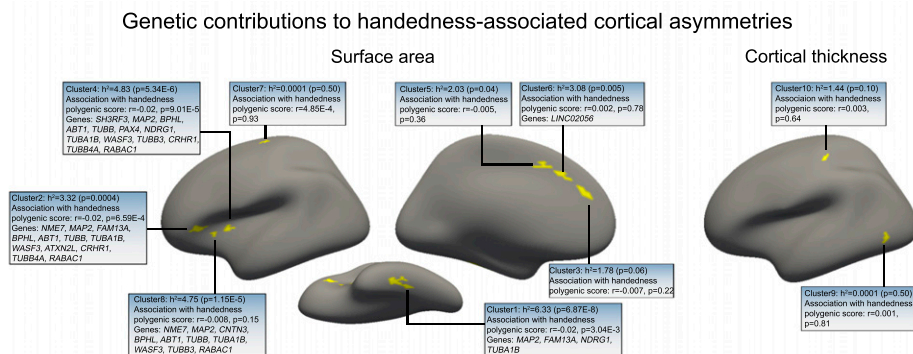 Genetic contributions to handedness-associated cortical asymmetries
Surface area
Cortical thickness
Cluster4: h²=4.83 (p=5.34E-6)
Association with handedness
polygenic score: r=-0.02, p=9.01E-5
Genes: SH3RF3, MAP2, BPHL,
ABT1, TUBB, PAX4, NDRG1,
TUBA1B, WASF3, TUBB3, CRHR1,
TUBB4A, RABAC1
Cluster7: h²=0.0001 (p=0.50)
Association with handedness
polygenic score: r=4.85E-4,
p=0.93
Cluster5: h²=2.03 (p=0.04)
Association with handedness
polygenic score: r=-0.005,
p=0.36
Cluster6: h²=3.08 (p=0.005)
Association with handedness
polygenic score: r=0.002, p=0.78
Genes: LINC02056
Cluster10: h²=1.44 (p=0.10)
Association with handedness
polygenic score: r=0.003,
p=0.64
Cluster2: h²=3.32 (p=0.0004)
Association with handedness
polygenic score: r=-0.02, p=6.59E-4
Genes: NME7, MAP2, FAM13A,
BPHL, ABT1, TUBB, TUBA1B,
WASF3, ATXN2L, CRHR1,
TUBB4A, RABAC1
Cluster8: h²=4.75 (p=1.15E-5)
Association with handedness
polygenic score: r=-0.008, p=0.15
Genes: NME7, MAP2, CNTN3,
BPHL, ABT1, TUBB, TUBA1B,
WASF3, TUBB3, RABAC1
Cluster1: h²=6.33 (p=6.87E-8)
Association with handedness
polygenic score: r=-0.02, p=3.04E-3
Genes: MAP2, FAM13A, NDRG1,
TUBA1B
Cluster3: h²=1.78 (p=0.06)
Association with handedness
polygenic score: r=-0.007, p=0.22
Cluster9: h²=0.0001 (p=0.50)
Association with handedness
polygenic score: r=0.001,
p=0.81